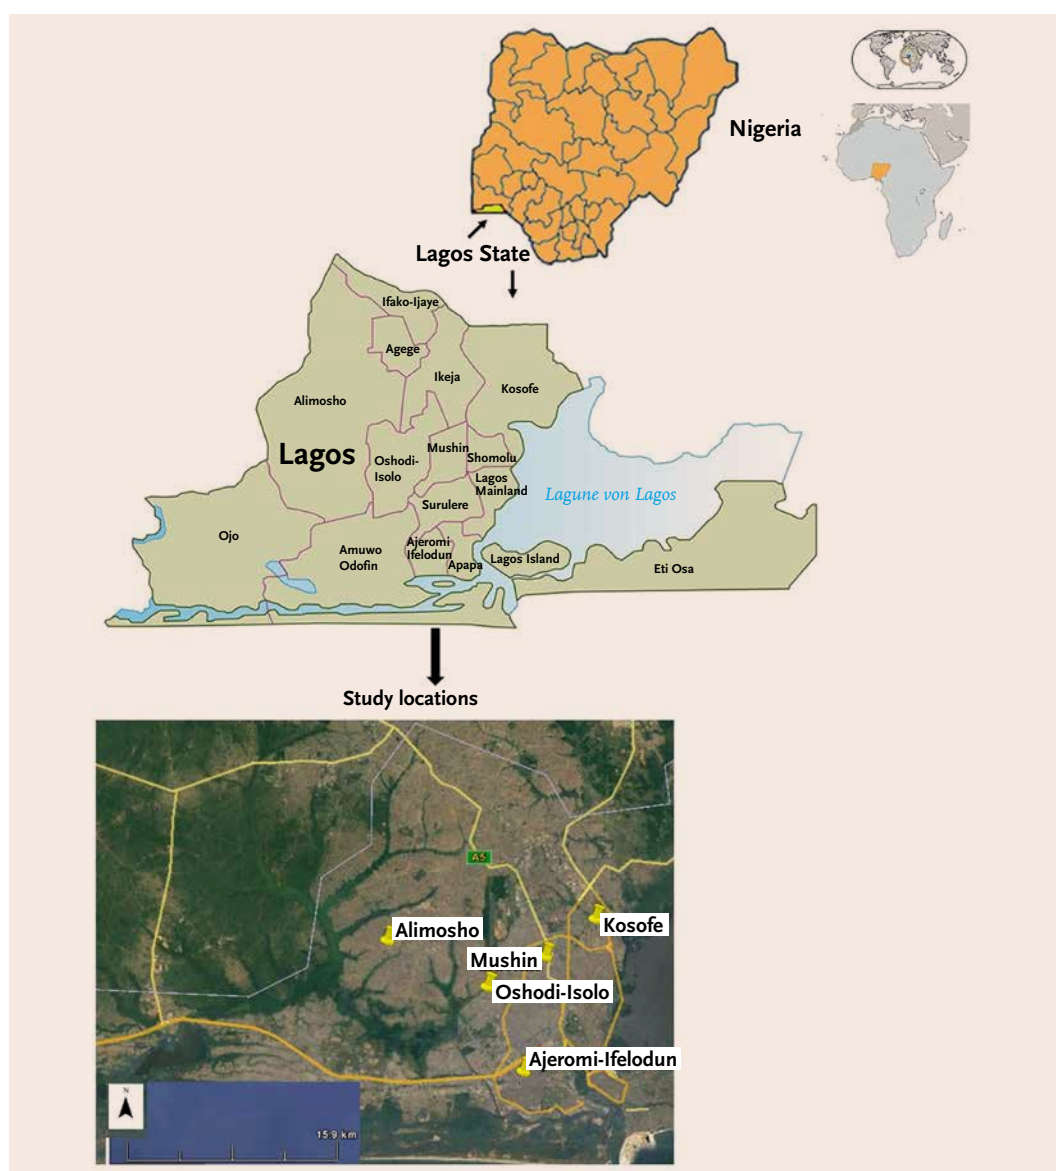 Nigeria
Lagos State
Ifako-Ijaye
Agege
Ikeja
Kosofe
Alimosho
Lagos
Mushin
Shomolu
Oshodi-
Isolo
Lagos
Mainland
Lagune von Lagos
Surulere
Ojo
Amuwo
Odofin
Ajeromi
Ifelodun
Apapa
Lagos Island
Eti Osa
Study locations
A5
Kosofe
Alimosho
Mushin
Oshodi-Isolo
Ajeromi-Ifelodun
N
15.9 km